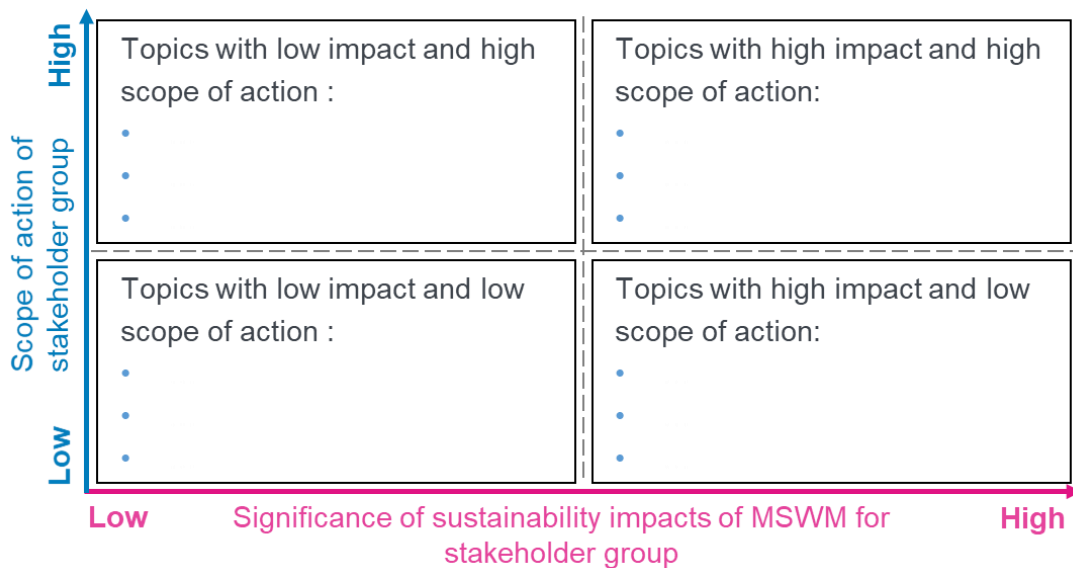 High
Scope of action of
stakeholder group
Low
Topics with low impact and high
scope of action :
•
•
•
Topics with high impact and high
scope of action:
•
•
•
Topics with low impact and low
scope of action :
•
•
•
Topics with high impact and low
scope of action:
•
•
•
Low
Significance of sustainability impacts of MSWM for
stakeholder group
High